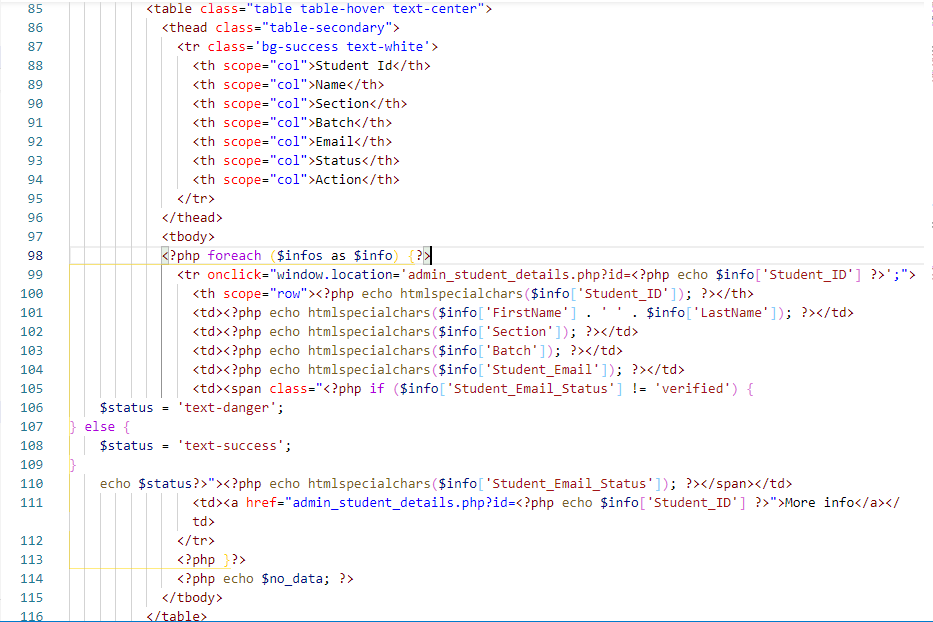 85 <table class="table table-hover text-center">
86 <thead class="table-secondary">
87 <tr class='bg-success text-white'>
88 <th scope="col">Student Id</th>
89 <th scope="col">Name</th>
90 <th scope="col">Section</th>
91 <th scope="col">Batch</th>
92 <th scope="col">Email</th>
93 <th scope="col">Status</th>
94 <th scope="col">Action</th>
95 </tr>
96 </thead>
97 <tbody>
98 <?php foreach ($infos as $info) {?>
99 <tr onclick="window.location='admin_student_details.php?id=<?php echo $info['Student_ID'] ?>';">
100 <th scope="row"><?php echo htmlspecialchars($info['Student_ID']); ?></th>
101 <td><?php echo htmlspecialchars($info['FirstName'] . ' ' . $info['LastName']); ?></td>
102 <td><?php echo htmlspecialchars($info['Section']); ?></td>
103 <td><?php echo htmlspecialchars($info['Batch']); ?></td>
104 <td><?php echo htmlspecialchars($info['Student_Email']); ?></td>
105 <td><span class="<?php if ($info['Student_Email_Status'] != 'verified') {
106 $status = 'text-danger';
107 } else {
108 $status = 'text-success';
109 }
110 echo $status?>"><?php echo htmlspecialchars($info['Student_Email_Status']); ?></span></td>
111 <td><a href="admin_student_details.php?id=<?php echo $info['Student_ID'] ?>">More info</a></
td>
112 </tr>
113 <?php }?>
114 <?php echo $no_data; ?>
115 </tbody>
116 </table>